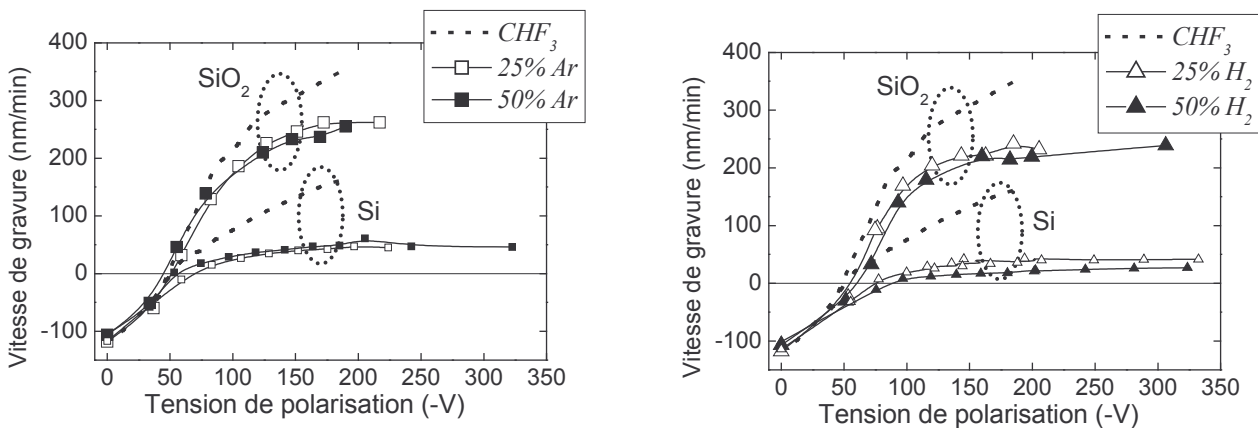 CHF3
25% Ar
50% Ar
SiO2
Si
Vitesse de gravure (nm/min)
400
300
200
100
0
-100
0 50 100 150 200 250 300 350
Tension de polarisation (-V)
CHF3
25% H2
50% H2
SiO2
Si
Vitesse de gravure (nm/min)
400
300
200
100
0
-100
0 50 100 150 200 250 300 350
Tension de polarisation (-V)